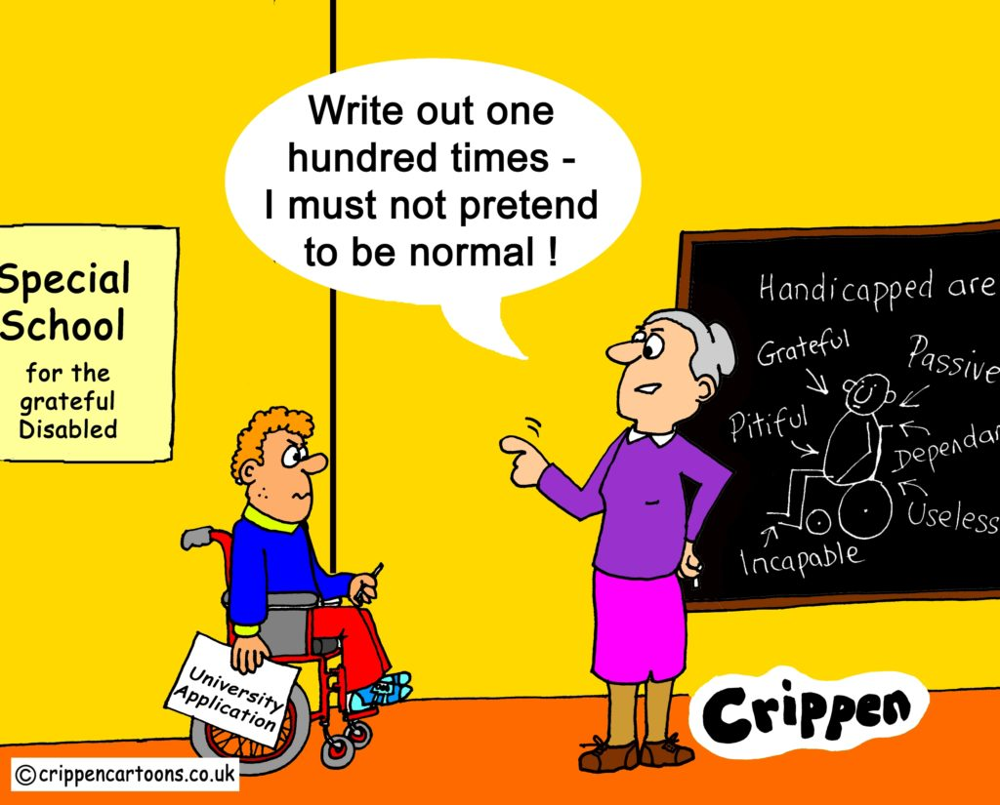 Write out one
hundred times -
I must not pretend
to be normal !
Special
School
for the
grateful
Disabled
Handicapped are
Grateful
Passive
Pitiful
Dependan
Useless
Incapable
University
Application
Crippen
©crippencartoons.co.uk